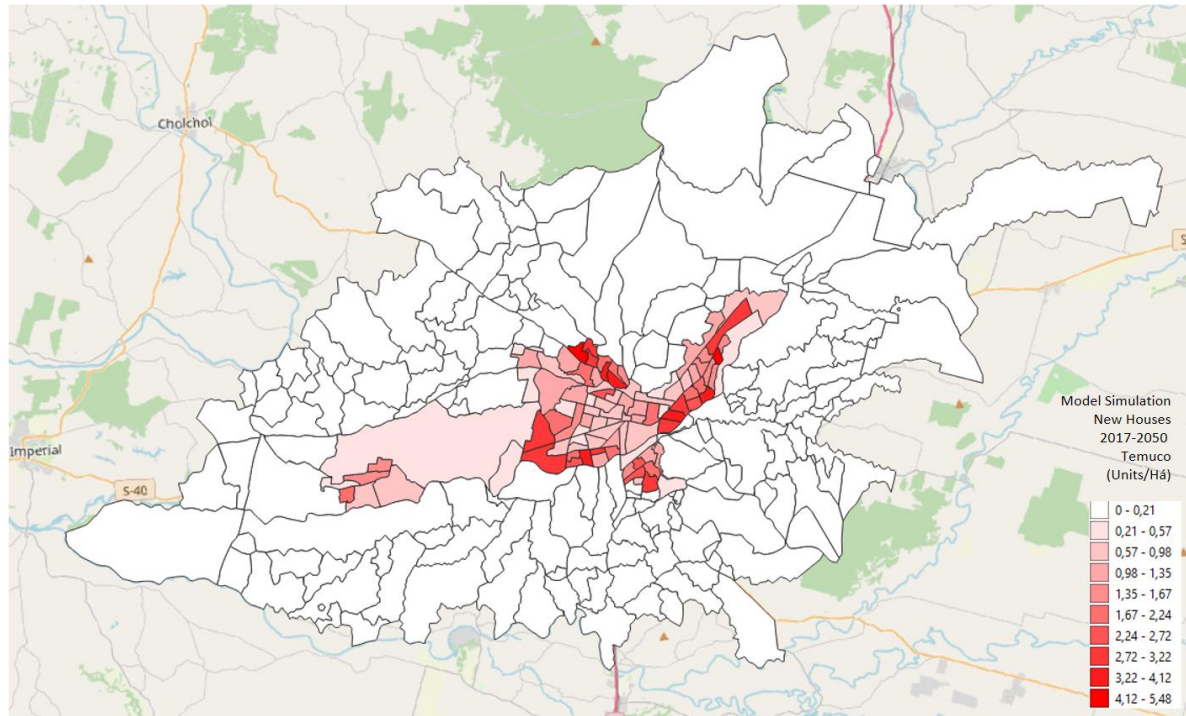 Cholchol
Imperial
S-40
S
Model Simulation
New Houses
2017-2050
Temuco
(Units/Há)
0 - 0,21
0,21 - 0,57
0,57 - 0,98
0,98 - 1,35
1,35 - 1,67
1,67 - 2,24
2,24 - 2,72
2,72 - 3,22
3,22 - 4,12
4,12 - 5,48